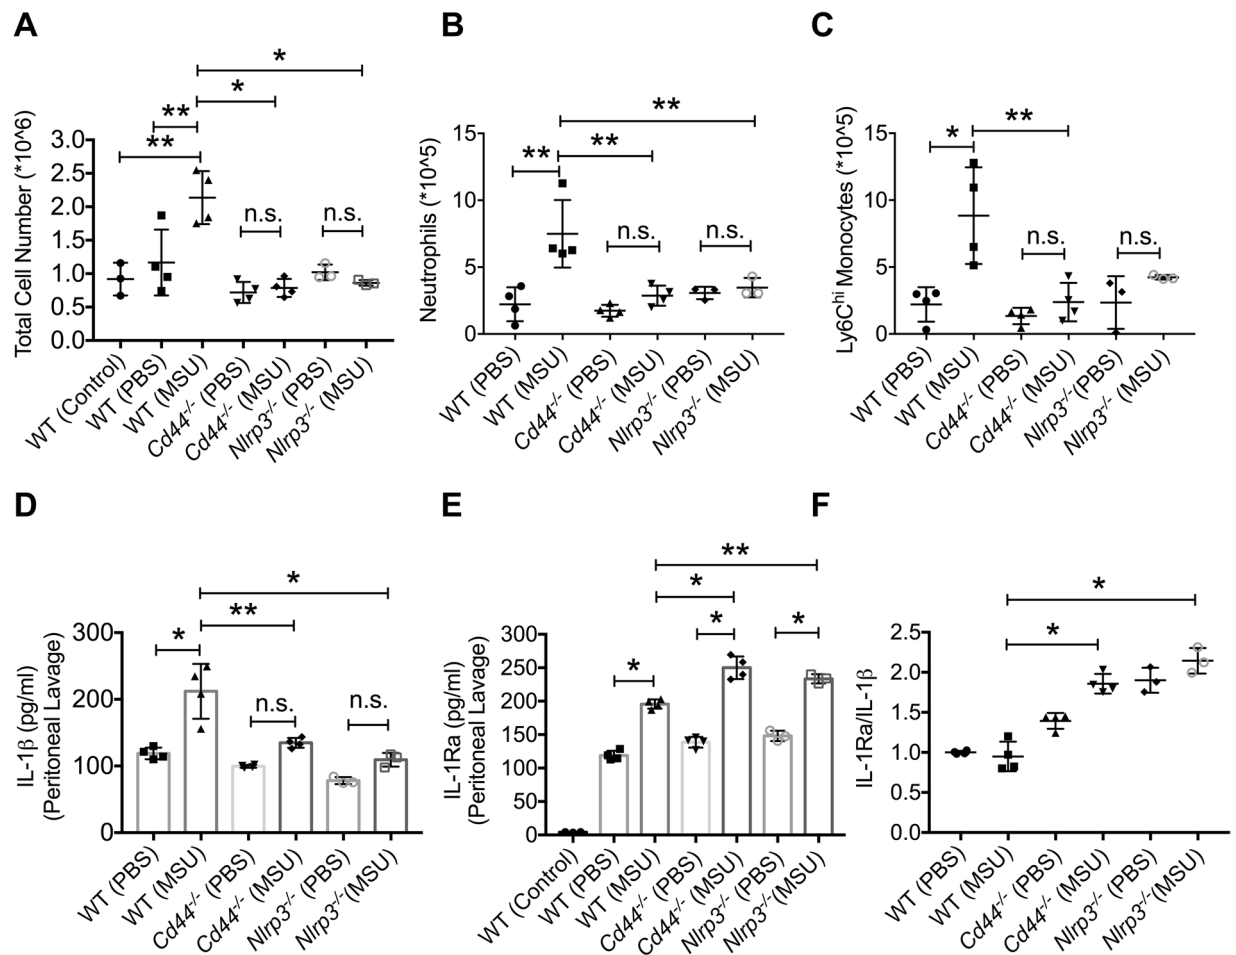 A
Total Cell Number (*10^6)
3.0
2.5
2.0
1.5
1.0
0.5
0.0
*
*
**
**
n.s.
n.s.
WT (Control)
WT (PBS)
WT (MSU)
Cd44-/- (PBS)
Cd44-/- (MSU)
Nlrp3-/- (PBS)
Nlrp3-/- (MSU)
B
Neutrophils (*10^5)
15
10
5
0
**
**
**
n.s.
n.s.
WT (PBS)
WT (MSU)
Cd44-/- (PBS)
Cd44-/- (MSU)
Nlrp3-/- (PBS)
Nlrp3-/- (MSU)
C
Ly6Chi Monocytes (*10^5)
15
10
5
0
*
**
n.s.
n.s.
WT (PBS)
WT (MSU)
Cd44-/- (PBS)
Cd44-/- (MSU)
Nlrp3-/-(PBS)
Nlrp3-/- (MSU)
D
IL-1β (pg/ml)
(Peritoneal Lavage)
300
200
100
0
*
**
*
n.s.
n.s.
WT (PBS)
WT (MSU)
Cd44-/- (PBS)
Cd44-/- (MSU)
Nlrp3-/- (PBS)
Nlrp3-/- (MSU)
E
IL-1Ra (pg/ml)
(Peritoneal Lavage)
300
250
200
150
100
50
0
**
*
*
*
*
WT (Control)
WT (PBS)
WT (MSU)
Cd44-/- (PBS)
Cd44-/- (MSU)
Nlrp3-/- (PBS)
Nlrp3-/-(MSU)
F
IL-1Ra/IL-1β
2.5
2.0
1.5
1.0
0.5
0.0
*
*
WT (PBS)
WT (MSU)
Cd44-/- (PBS)
Cd44-/- (MSU)
Nlrp3-/- (PBS)
Nlrp3-/-(MSU)